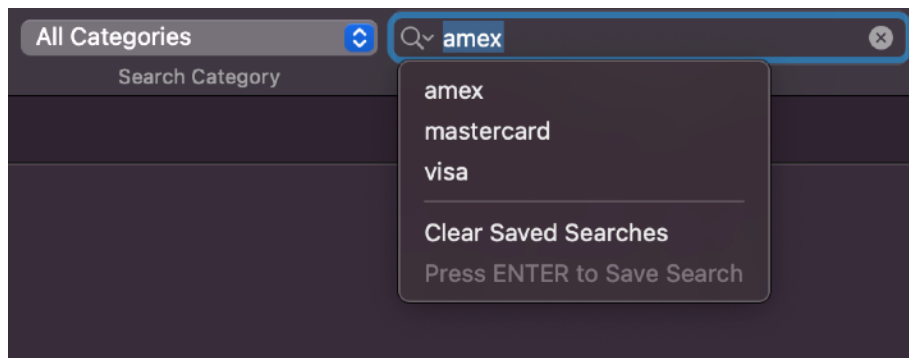 All Categories
amex
Search Category
amex
mastercard
visa
Clear Saved Searches
Press ENTER to Save Search